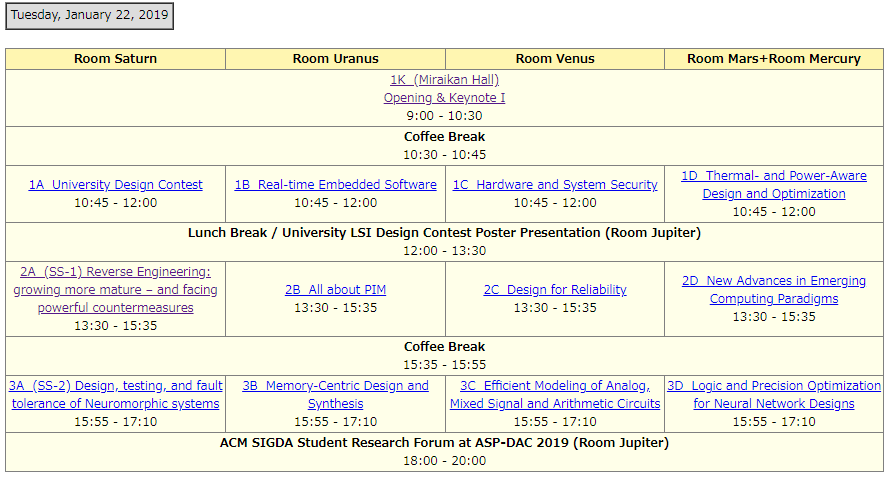 Tuesday, January 22, 2019
Room Saturn Room Uranus Room Venus Room Mars+Room Mercury
1K (Miraikan Hall)
Opening & Keynote I
9:00 - 10:30
Coffee Break
10:30 - 10:45
1A University Design Contest
10:45 - 12:00
1B Real-time Embedded Software
10:45 - 12:00
1C Hardware and System Security
10:45 - 12:00
1D Thermal- and Power-Aware
Design and Optimization
10:45 - 12:00
Lunch Break / University LSI Design Contest Poster Presentation (Room Jupiter)
12:00 - 13:30
2A (SS-1) Reverse Engineering:
growing more mature – and facing
powerful countermeasures
13:30 - 15:35
2B All about PIM
13:30 - 15:35
2C Design for Reliability
13:30 - 15:35
2D New Advances in Emerging
Computing Paradigms
13:30 - 15:35
Coffee Break
15:35 - 15:55
3A (SS-2) Design, testing, and fault
tolerance of Neuromorphic systems
15:55 - 17:10
3B Memory-Centric Design and
Synthesis
15:55 - 17:10
3C Efficient Modeling of Analog,
Mixed Signal and Arithmetic Circuits
15:55 - 17:10
3D Logic and Precision Optimization
for Neural Network Designs
15:55 - 17:10
ACM SIGDA Student Research Forum at ASP-DAC 2019 (Room Jupiter)
18:00 - 20:00